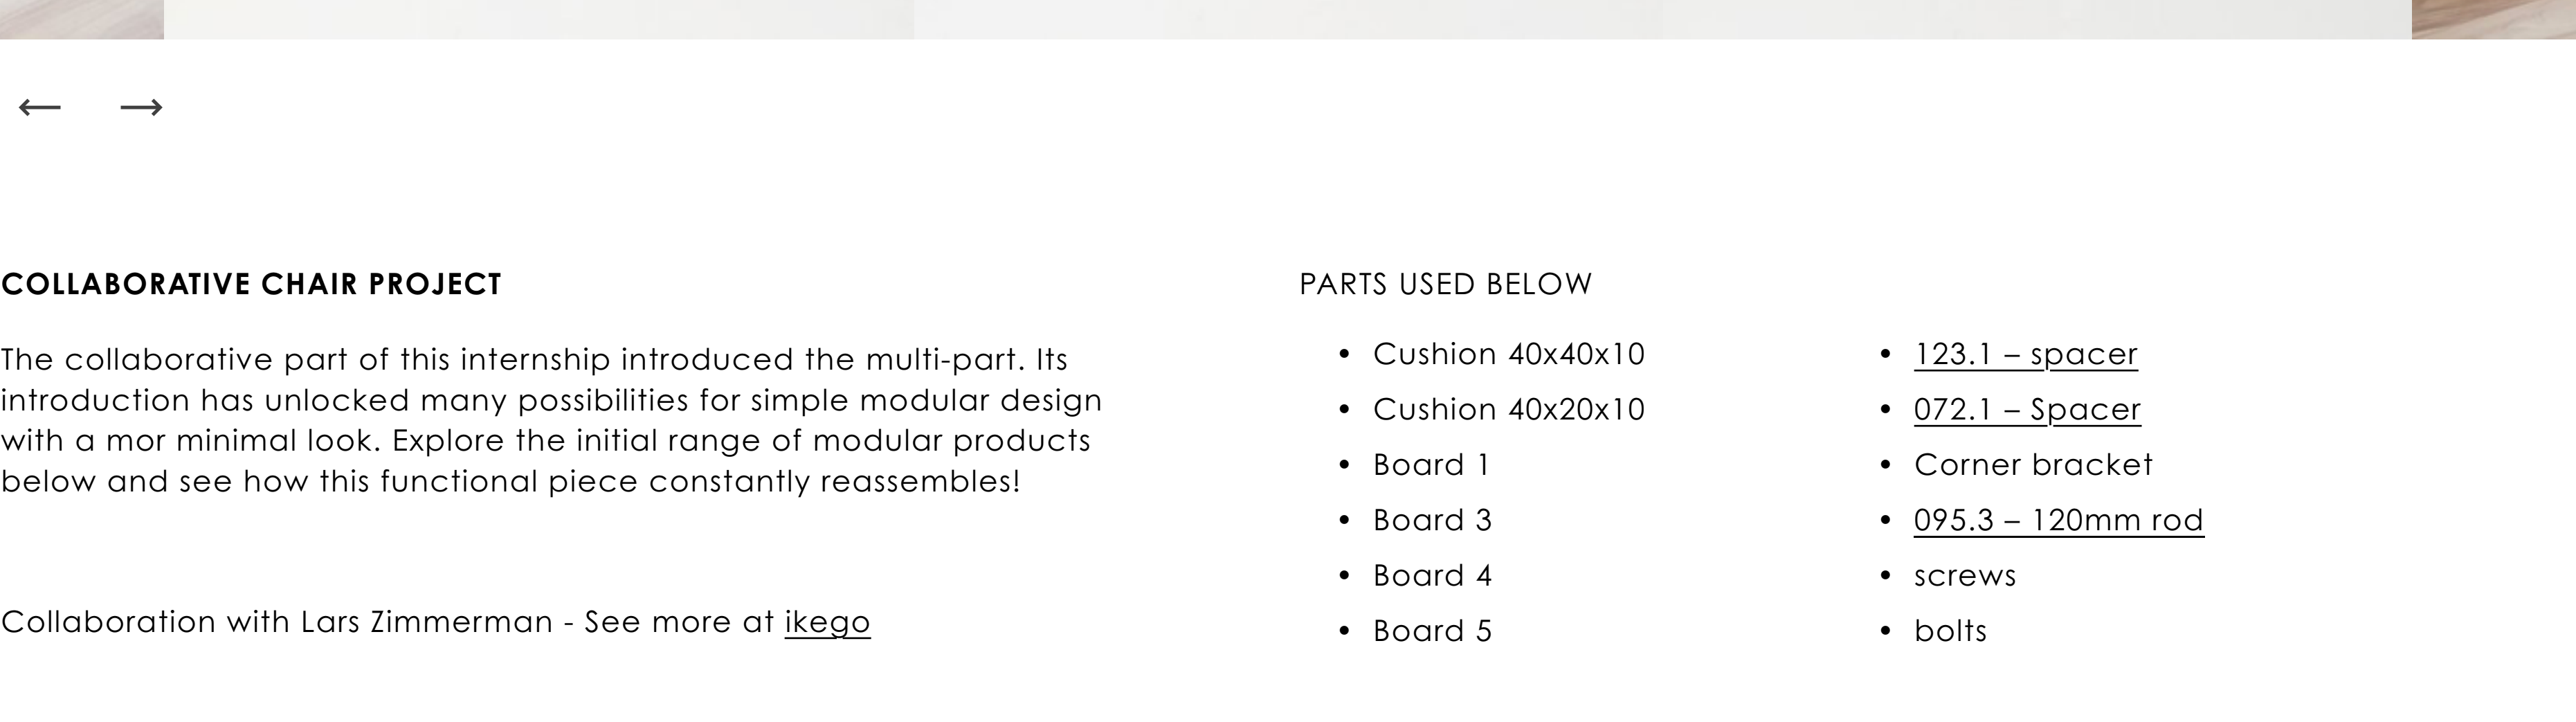 COLLABORATIVE CHAIR PROJECT
The collaborative part of this internship introduced the multi-part. Its
introduction has unlocked many possibilities for simple modular design
with a mor minimal look. Explore the initial range of modular products
below and see how this functional piece constantly reassembles!
Collaboration with Lars Zimmerman - See more at ikego
PARTS USED BELOW
• Cushion 40x40x10
• Cushion 40x20x10
• Board 1
• Board 3
• Board 4
• Board 5
• 123.1 – spacer
• 072.1 – Spacer
• Corner bracket
• 095.3 – 120mm rod
• screws
• bolts